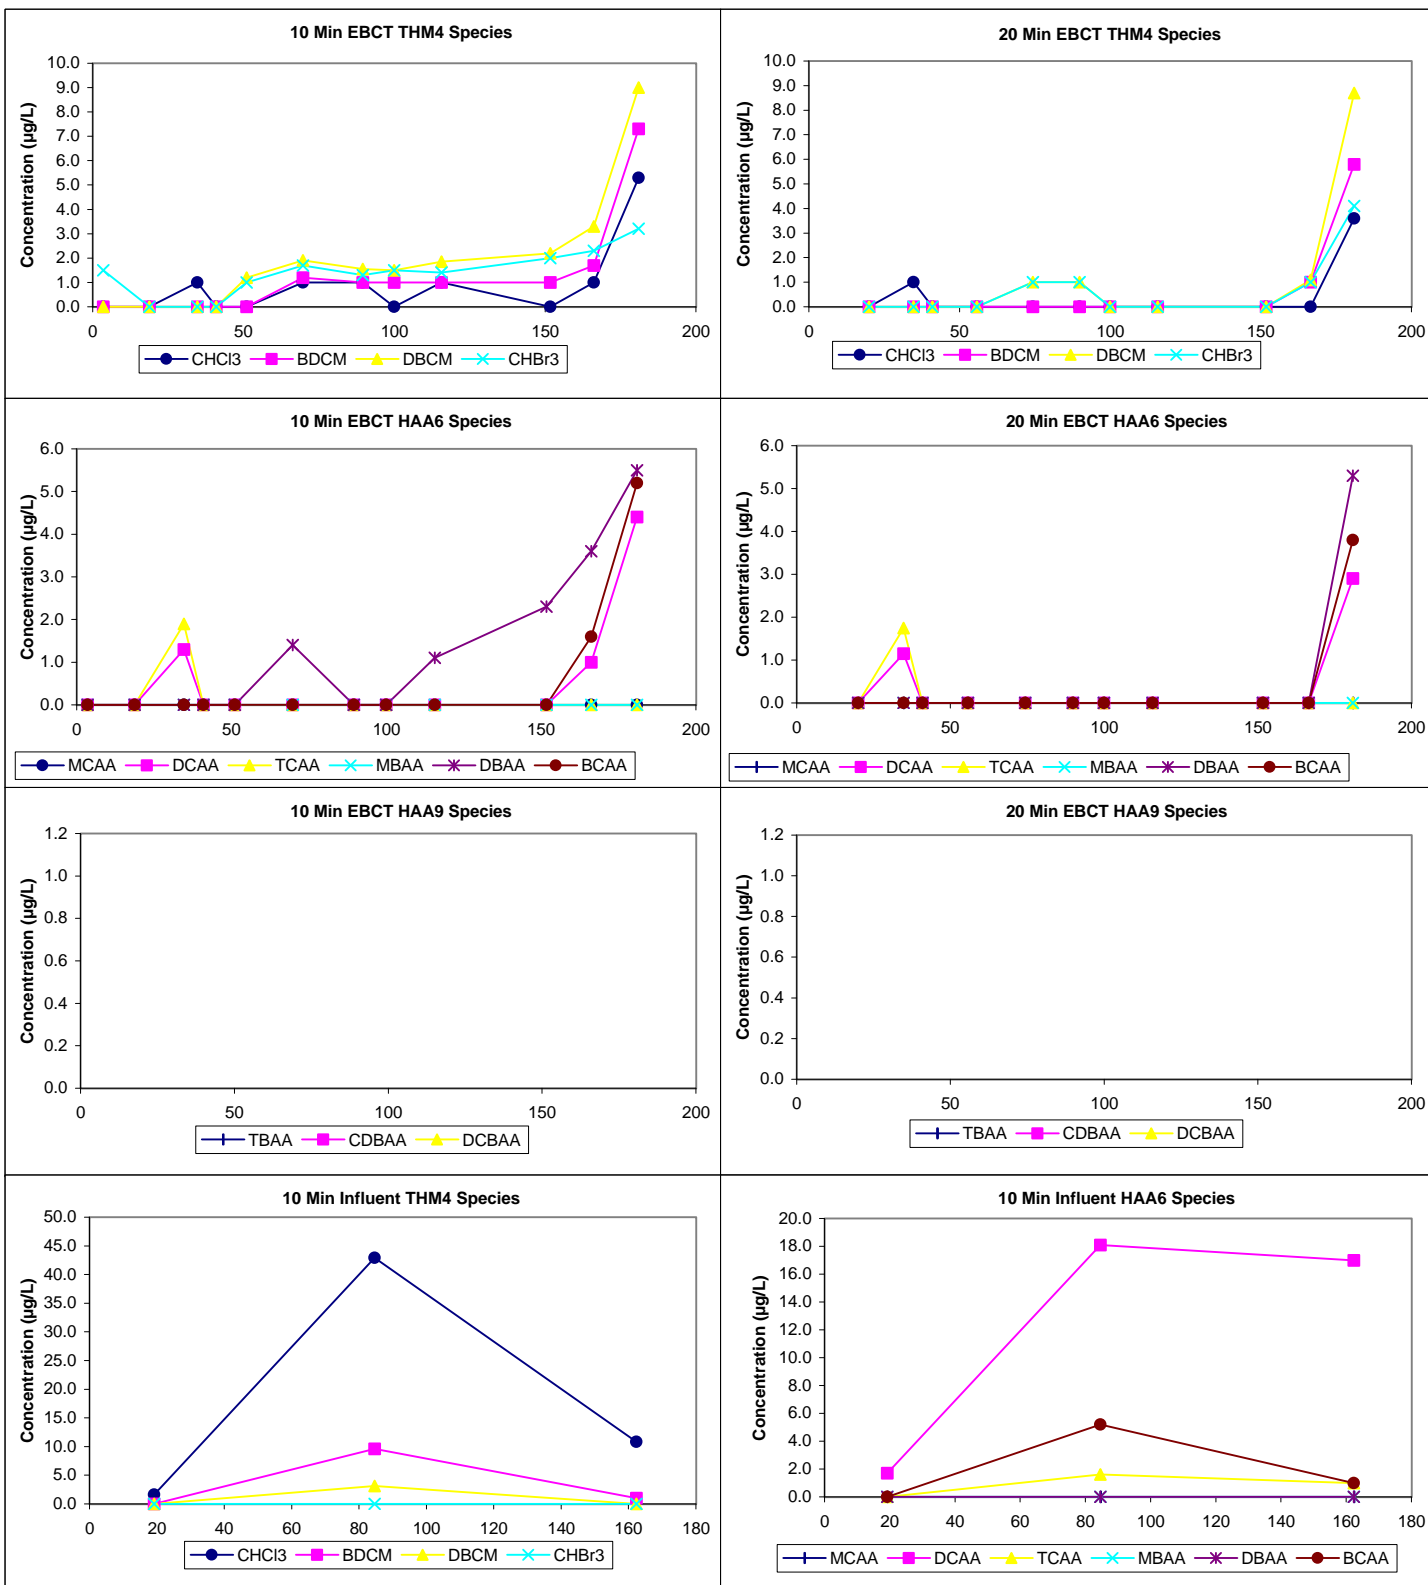 10 Min EBCT THM4 Species
Concentration (µg/L)
10.0
9.0
8.0
7.0
6.0
5.0
4.0
3.0
2.0
1.0
0.0
0 50 100 150 200
CHCl3 BDCM DBCM CHBr3
20 Min EBCT THM4 Species
Concentration (µg/L)
10.0
9.0
8.0
7.0
6.0
5.0
4.0
3.0
2.0
1.0
0.0
0 50 100 150 200
CHCl3 BDCM DBCM CHBr3
10 Min EBCT HAA6 Species
Concentration (µg/L)
6.0
5.0
4.0
3.0
2.0
1.0
0.0
0 50 100 150 200
MCAA DCAA TCAA MBAA DBAA BCAA
20 Min EBCT HAA6 Species
Concentration (µg/L)
6.0
5.0
4.0
3.0
2.0
1.0
0.0
0 50 100 150 200
MCAA DCAA TCAA MBAA DBAA BCAA
10 Min EBCT HAA9 Species
Concentration (µg/L)
1.2
1.0
0.8
0.6
0.4
0.2
0.0
0 50 100 150 200
TBAA CDBAA DCBAA
20 Min EBCT HAA9 Species
Concentration (µg/L)
1.2
1.0
0.8
0.6
0.4
0.2
0.0
0 50 100 150 200
TBAA CDBAA DCBAA
10 Min Influent THM4 Species
Concentration (µg/L)
50.0
45.0
40.0
35.0
30.0
25.0
20.0
15.0
10.0
5.0
0.0
0 20 40 60 80 100 120 140 160 180
CHCl3 BDCM DBCM CHBr3
10 Min Influent HAA6 Species
Concentration (µg/L)
20.0
18.0
16.0
14.0
12.0
10.0
8.0
6.0
4.0
2.0
0.0
0 20 40 60 80 100 120 140 160 180
MCAA DCAA TCAA MBAA DBAA BCAA